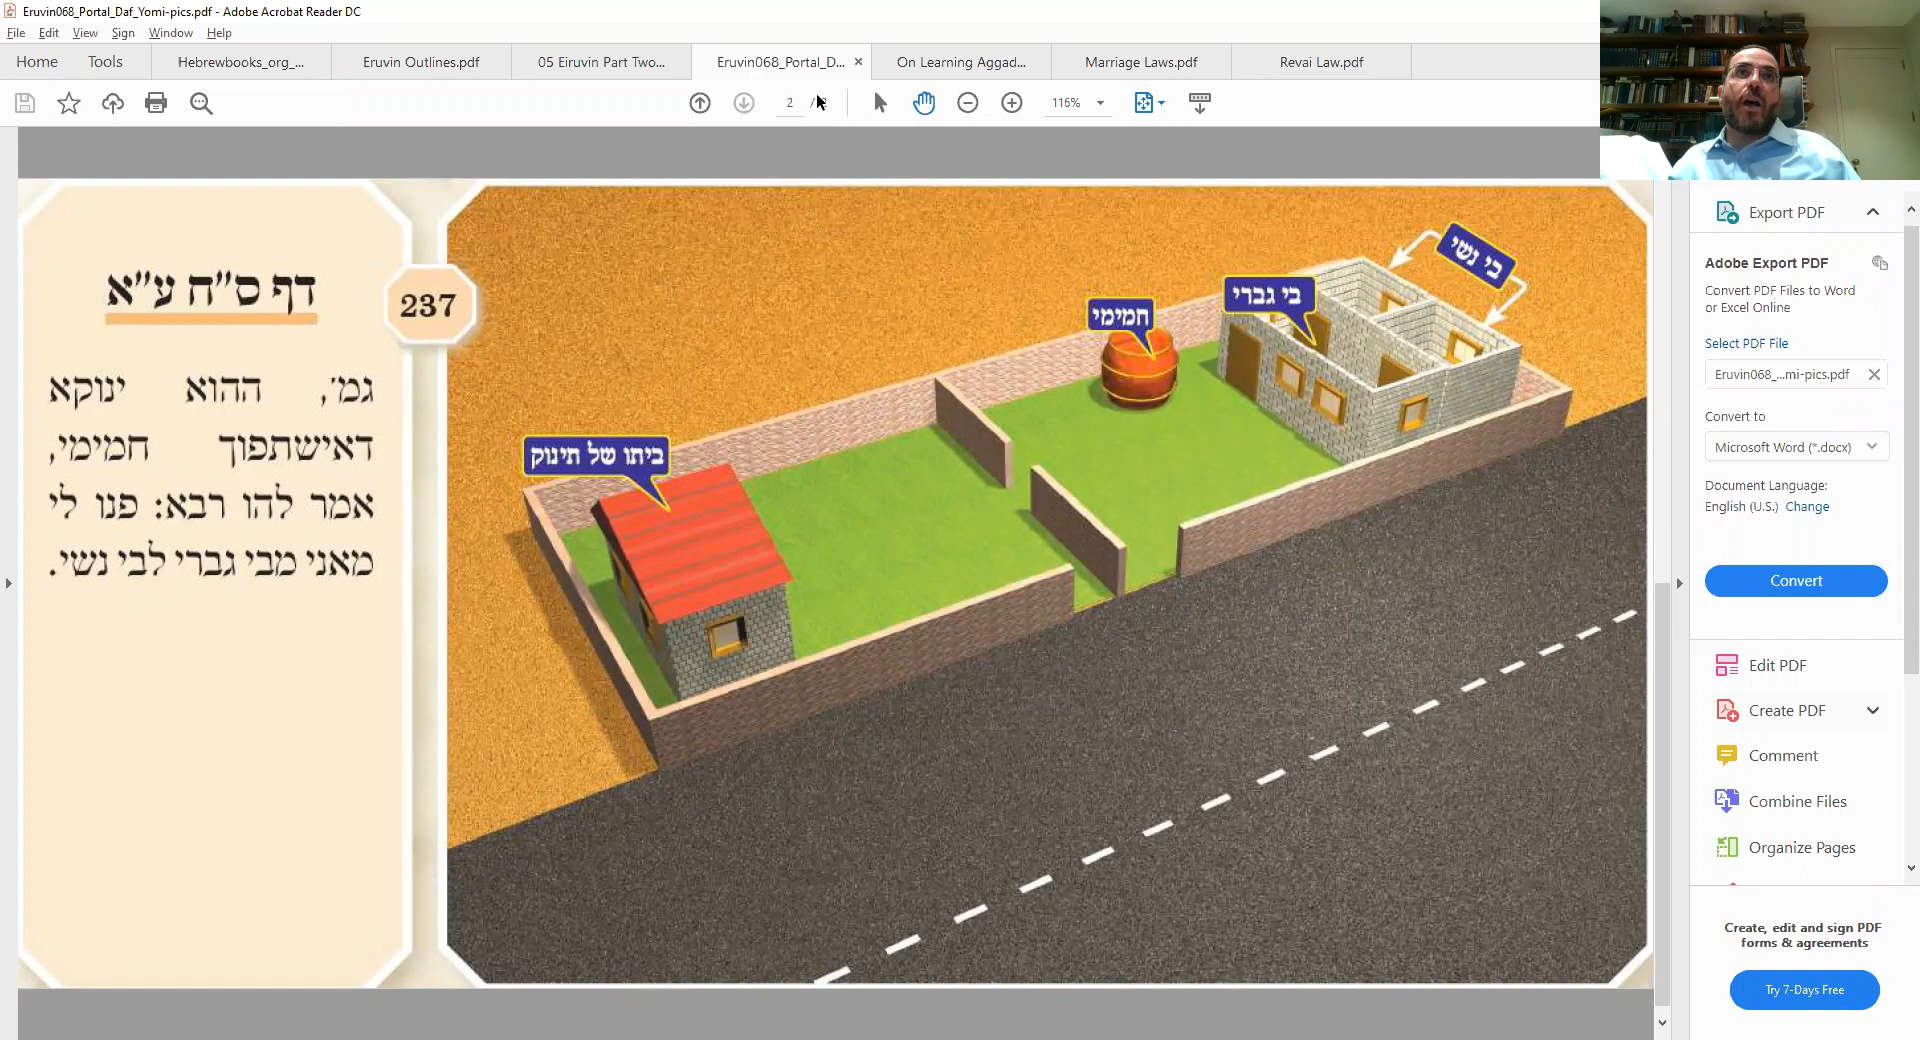 Eruvin068_Portal_Daf_Yomi-pics.pdf - Adobe Acrobat Reader DC
File Edit View Sign Window Help
Home Tools Hebrewbooks_org_... Eruvin Outlines.pdf 05 Eiruvin Part Two... Eruvin068_Portal_D... × On Learning Aggad... Marriage Laws.pdf Revai Law.pdf
2 / 116%
דף ס"ח ע"א
237
גמ', ההוא ינוקא
דאישתפוך חמימי,
אמר להו רבא: פנו לי
מאני מבי גברי לבי נשי.
בי נשי
בי גברי
חמימי
ביתו של תינוק
Export PDF
Adobe Export PDF
Convert PDF Files to Word
or Excel Online
Select PDF File
Eruvin068_...mi-pics.pdf
Convert to
Microsoft Word (*.docx)
Document Language:
English (U.S.) Change
Convert
Edit PDF
Create PDF
Comment
Combine Files
Organize Pages
Create, edit and sign PDF
forms & agreements
Try 7-Days Free